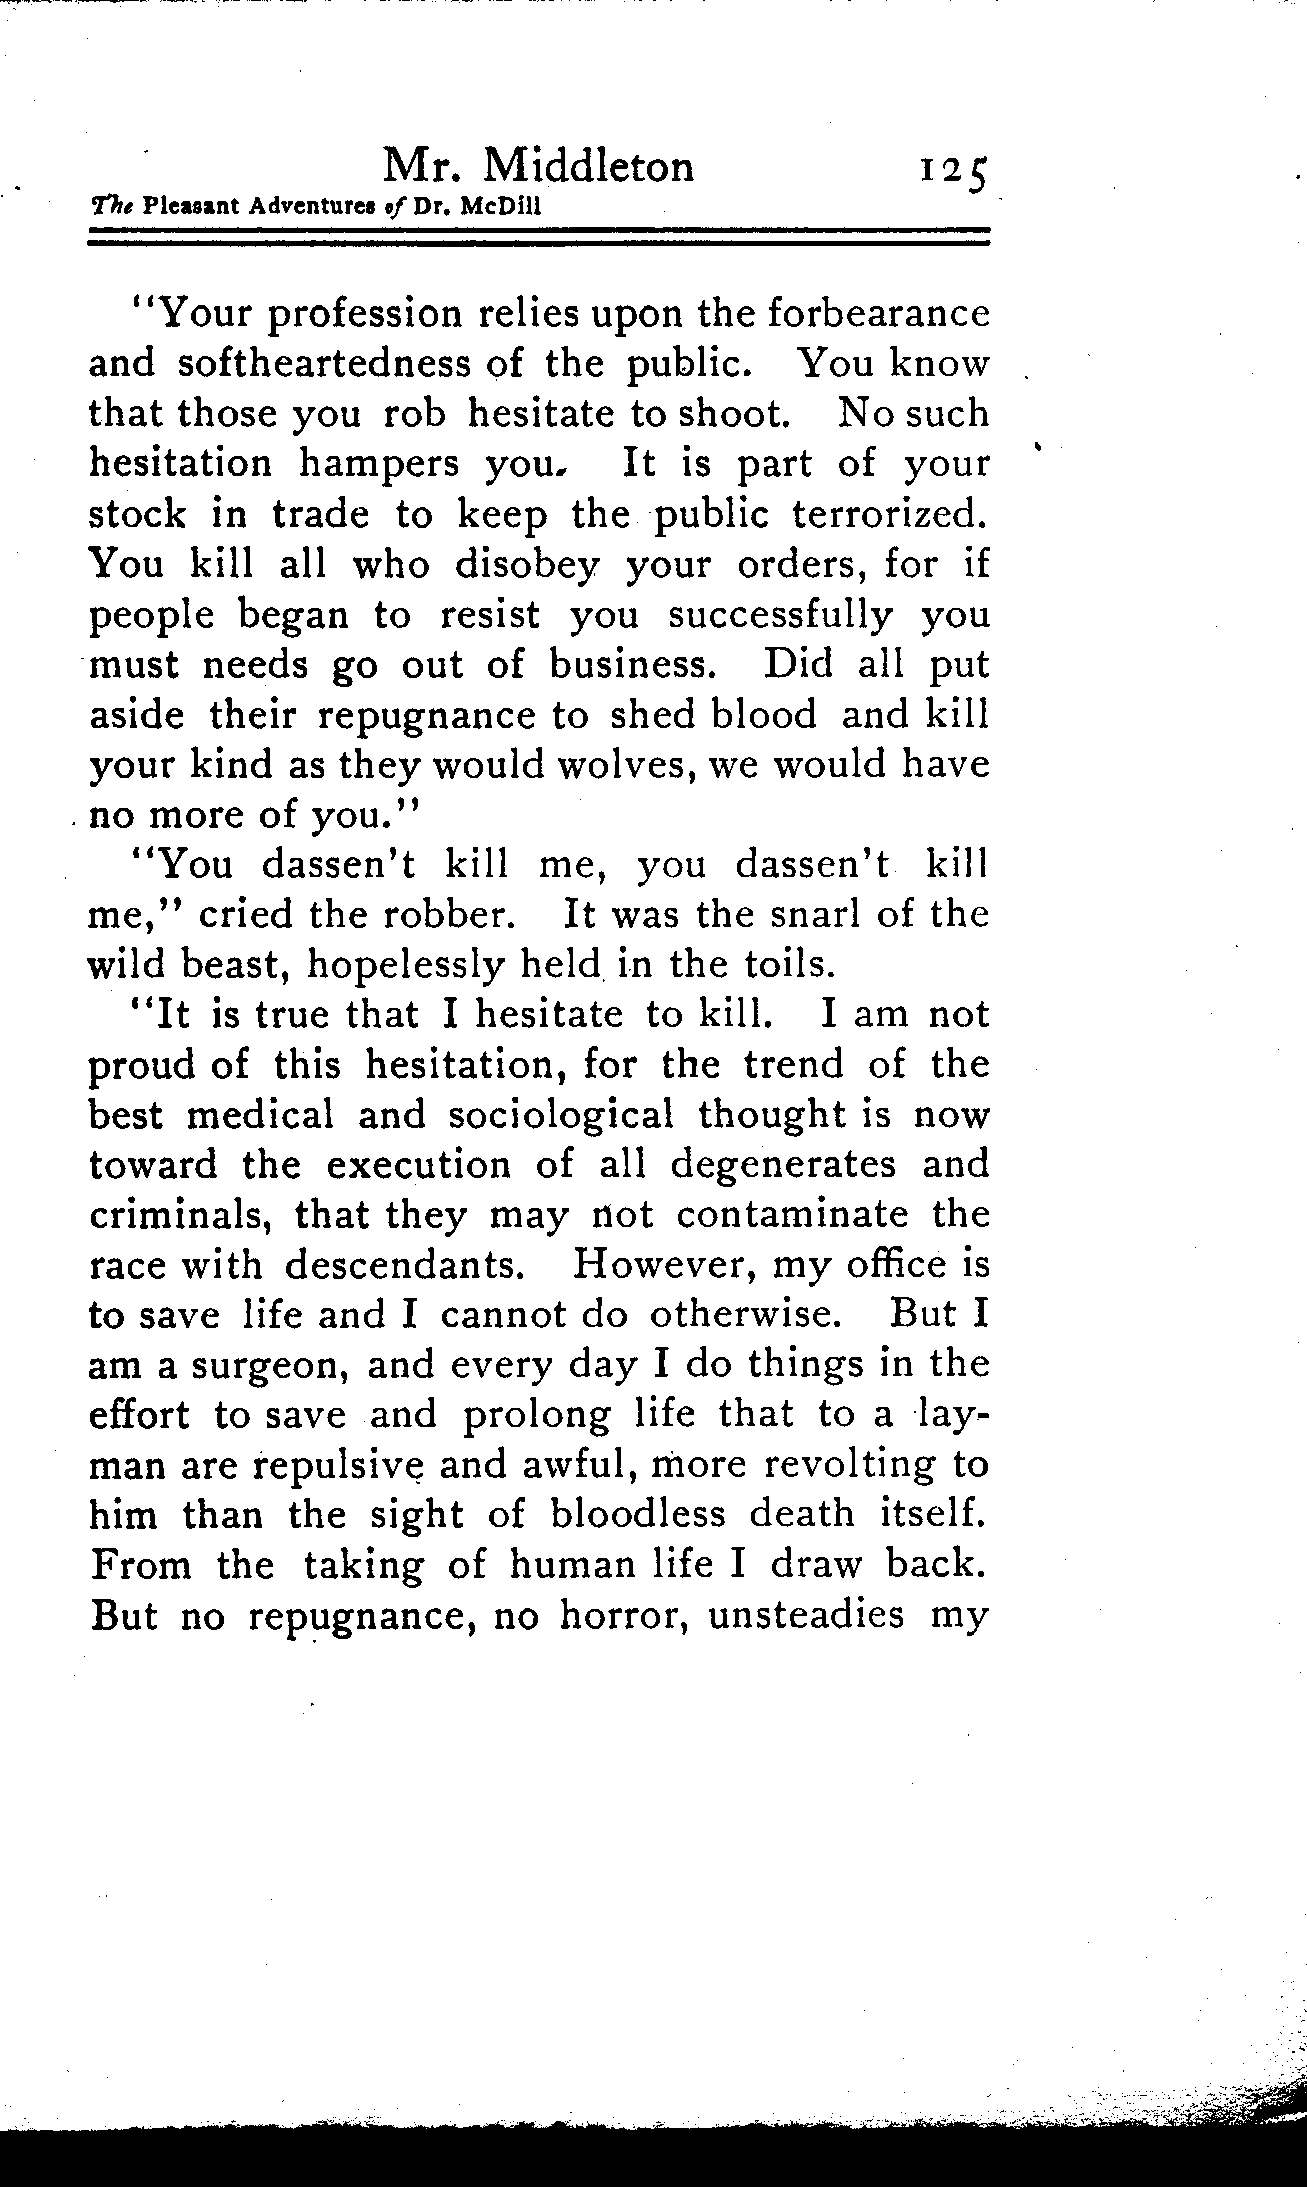 Mr. Middleton 125
The Pleasant Adventures of Dr. McDill
"Your profession relies upon the forbearance
and softheartedness of the public. You know
that those you rob hesitate to shoot. No such
hesitation hampers you. It is part of your
stock in trade to keep the public terrorized.
You kill all who disobey your orders, for if
people began to resist you successfully you
must needs go out of business. Did all put
aside their repugnance to shed blood and kill
your kind as they would wolves, we would have
no more of you."
"You dassen't kill me, you dassen't kill
me," cried the robber. It was the snarl of the
wild beast, hopelessly held in the toils.
"It is true that I hesitate to kill. I am not
proud of this hesitation, for the trend of the
best medical and sociological thought is now
toward the execution of all degenerates and
criminals, that they may not contaminate the
race with descendants. However, my office is
to save life and I cannot do otherwise. But I
am a surgeon, and every day I do things in the
effort to save and prolong life that to a lay-
man are repulsive and awful, more revolting to
him than the sight of bloodless death itself.
From the taking of human life I draw back.
But no repugnance, no horror, unsteadies my